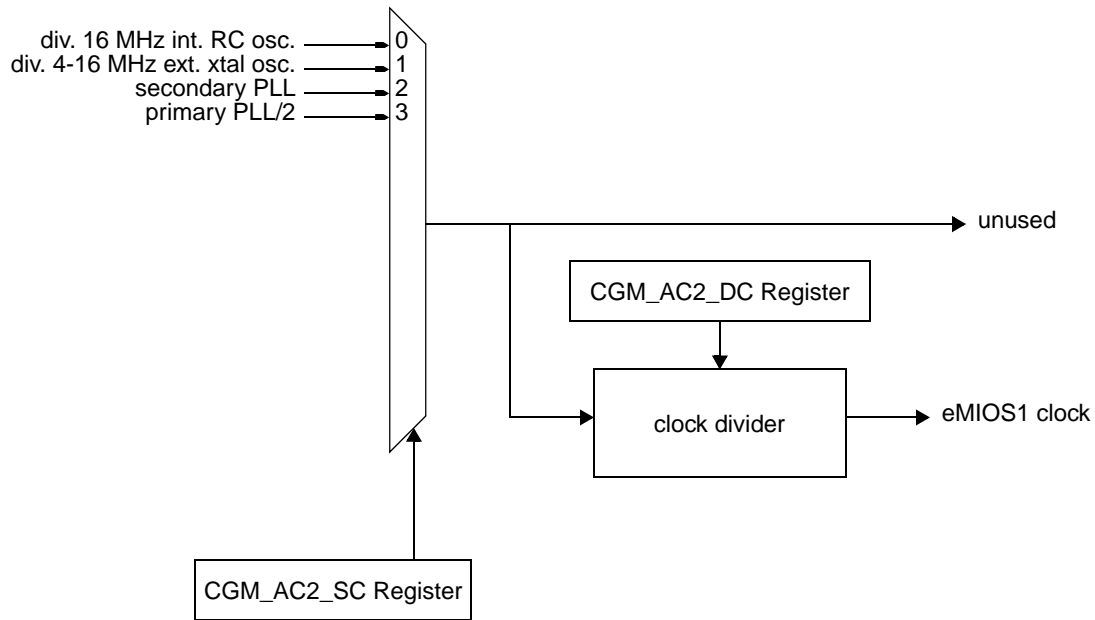 div. 16 MHz int. RC osc. 0
div. 4-16 MHz ext. xtal osc. 1
secondary PLL 2
primary PLL/2 3
unused
CGM_AC2_DC Register
clock divider
eMIOS1 clock
CGM_AC2_SC Register